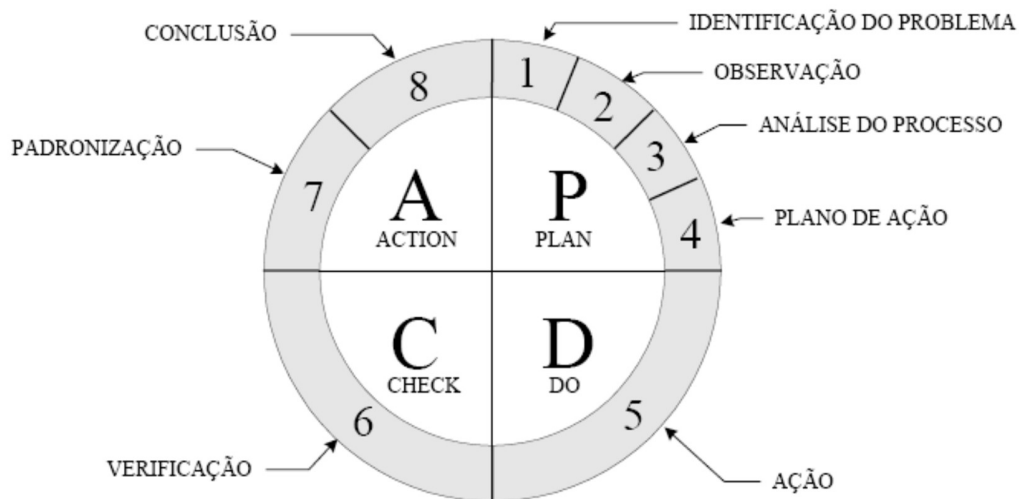 IDENTIFICAÇÃO DO PROBLEMA
CONCLUSÃO
1
OBSERVAÇÃO
8
2
ANÁLISE DO PROCESSO
PADRONIZAÇÃO
3
7
A
ACTION
P
PLAN
4
PLANO DE AÇÃO
C
CHECK
D
DO
6
5
VERIFICAÇÃO
AÇÃO